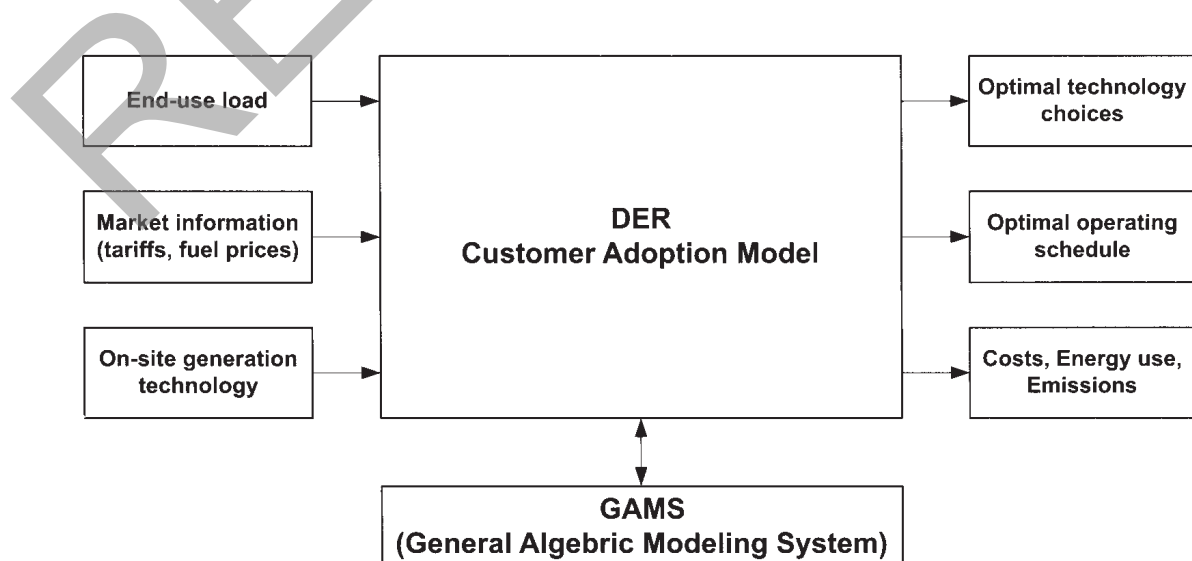 End-use load
Market information
(tariffs, fuel prices)
On-site generation
technology
DER
Customer Adoption Model
Optimal technology
choices
Optimal operating
schedule
Costs, Energy use,
Emissions
GAMS
(General Algebric Modeling System)